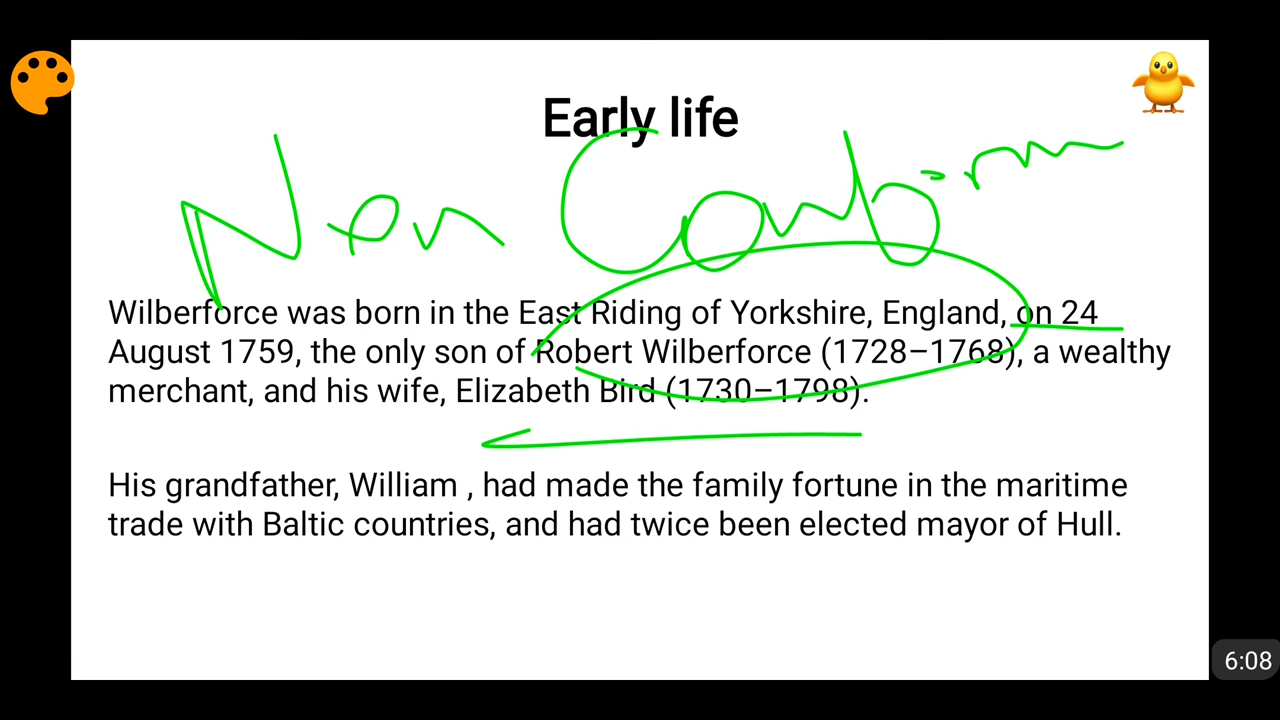 Early life
Non Conform
Wilberforce was born in the East Riding of Yorkshire, England, on 24
August 1759, the only son of Robert Wilberforce (1728–1768), a wealthy
merchant, and his wife, Elizabeth Bird (1730–1798).
His grandfather, William , had made the family fortune in the maritime
trade with Baltic countries, and had twice been elected mayor of Hull.
6:08